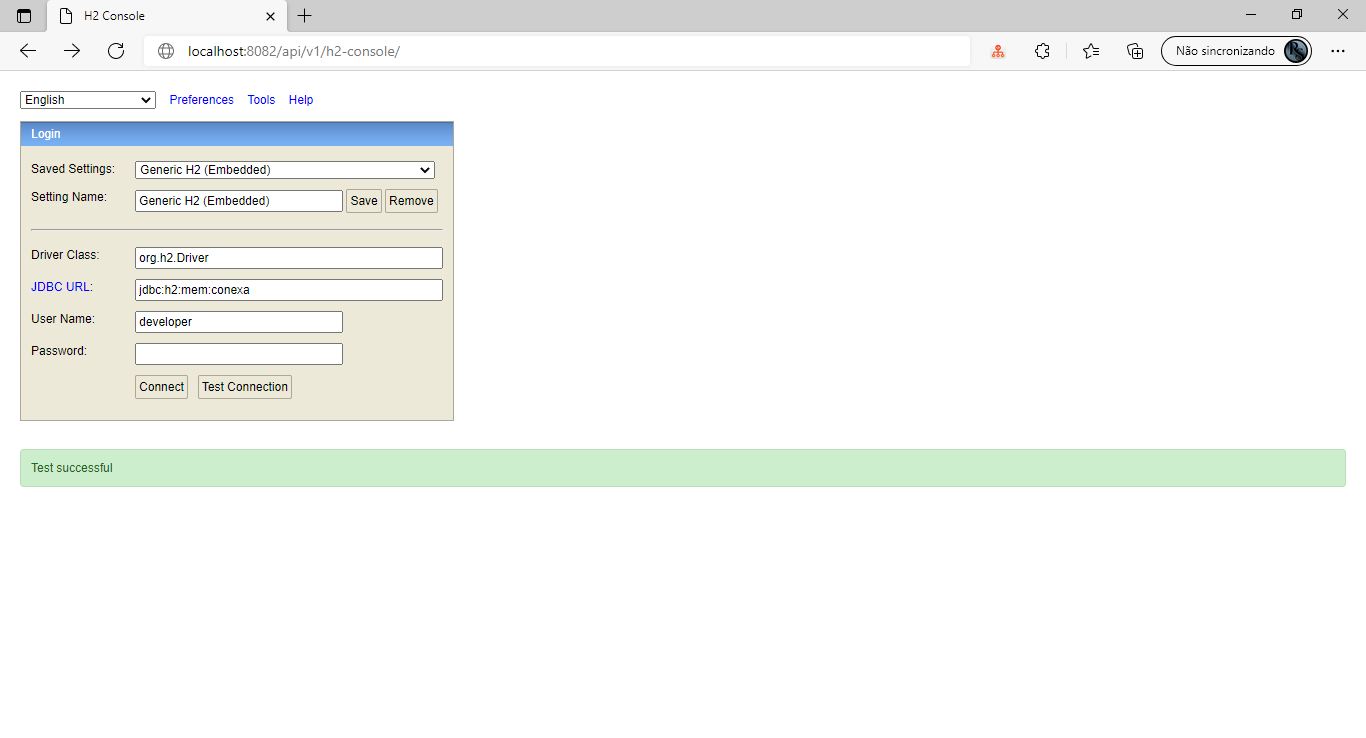 H2 Console
localhost:8082/api/v1/h2-console/
Não sincronizando
English Preferences Tools Help
Login
Saved Settings: Generic H2 (Embedded)
Setting Name: Generic H2 (Embedded) Save Remove
Driver Class: org.h2.Driver
JDBC URL: jdbc:h2:mem:conexa
User Name: developer
Password:
Connect Test Connection
Test successful